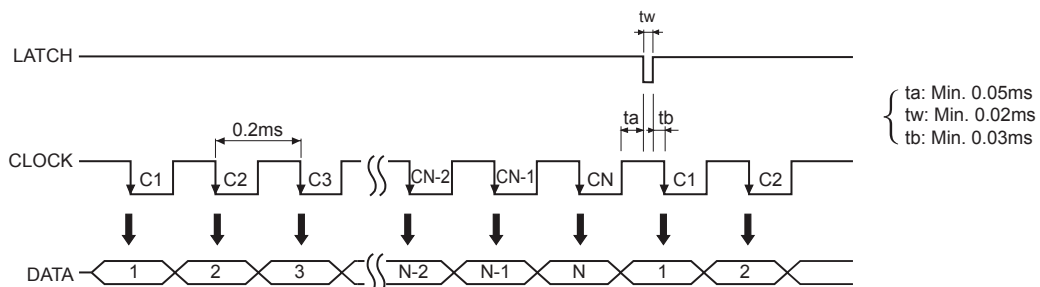 tw
LATCH
ta: Min. 0.05ms
tw: Min. 0.02ms
tb: Min. 0.03ms
ta tb
0.2ms
CLOCK
C1 C2 C3 CN-2 CN-1 CN C1 C2
DATA 1 2 3 N-2 N-1 N 1 2